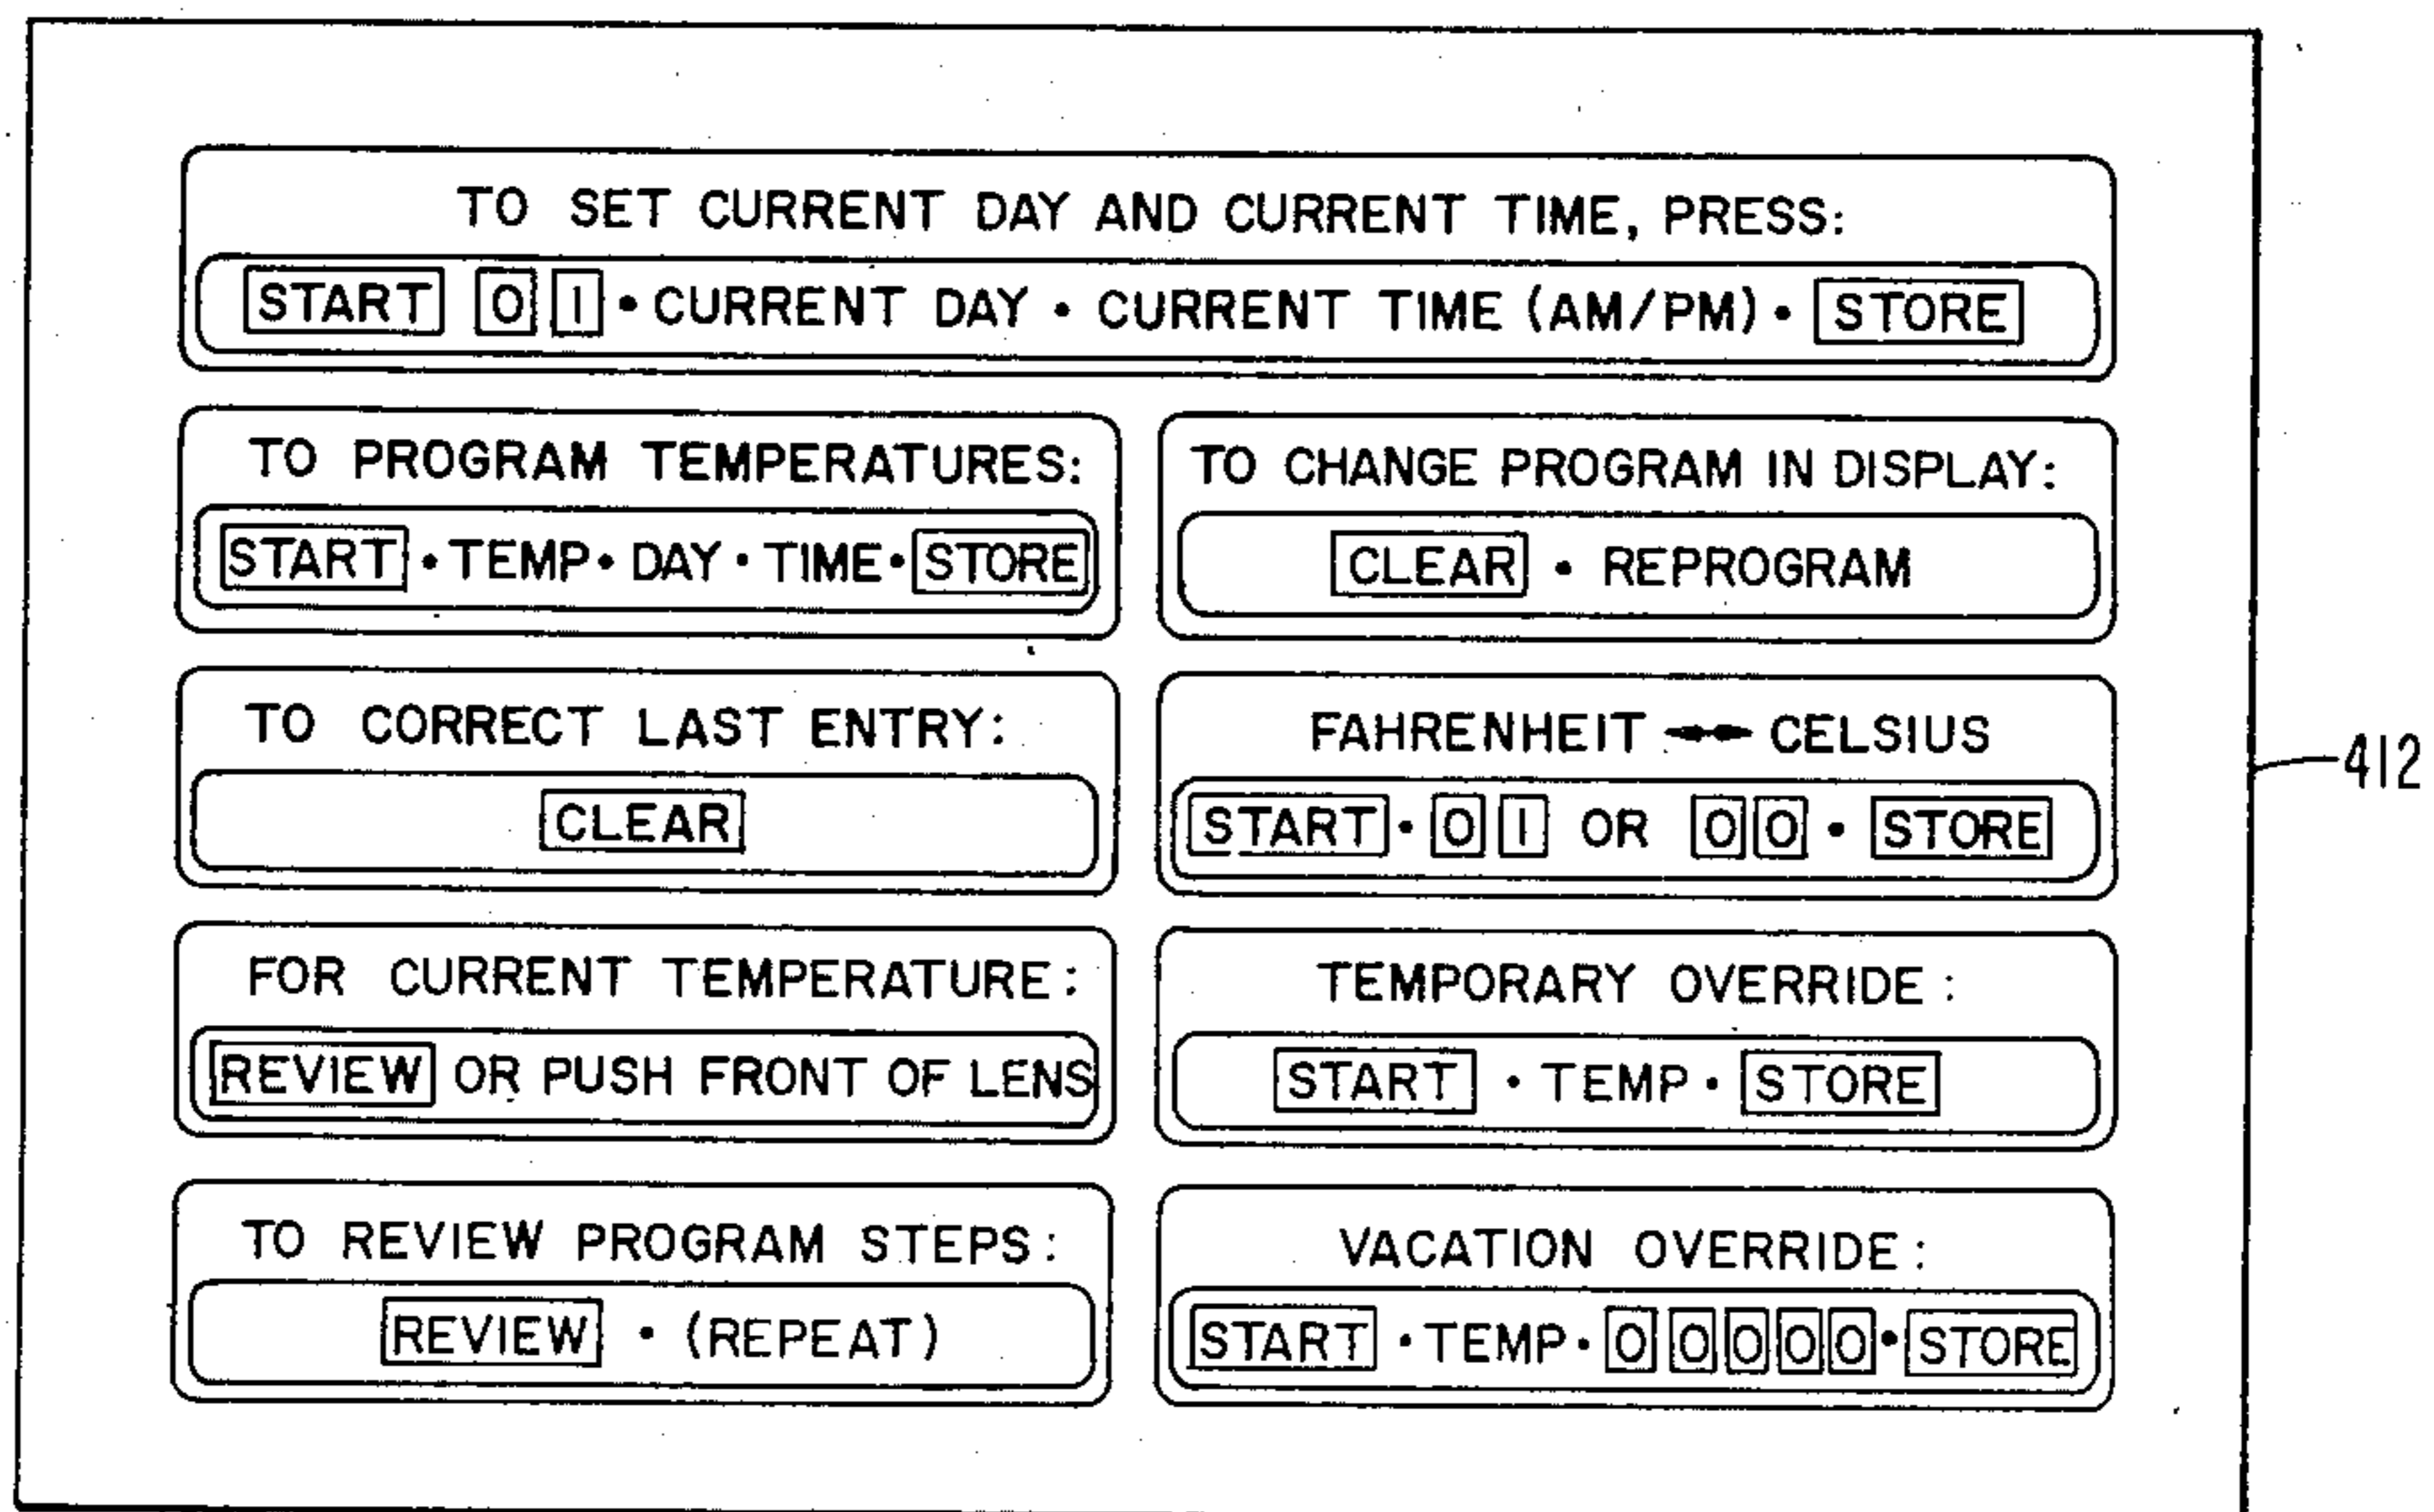 TO SET CURRENT DAY AND CURRENT TIME, PRESS:
START 0 1 • CURRENT DAY • CURRENT TIME (AM/PM) • STORE
TO PROGRAM TEMPERATURES:
START • TEMP • DAY • TIME • STORE
TO CHANGE PROGRAM IN DISPLAY:
CLEAR • REPROGRAM
TO CORRECT LAST ENTRY:
CLEAR
FAHRENHEIT ↔ CELSIUS
START • 0 1 OR 0 0 • STORE
412
FOR CURRENT TEMPERATURE:
REVIEW OR PUSH FRONT OF LENS
TEMPORARY OVERRIDE:
START • TEMP • STORE
TO REVIEW PROGRAM STEPS:
REVIEW • (REPEAT)
VACATION OVERRIDE:
START • TEMP • 0 0 0 0 0 • STORE